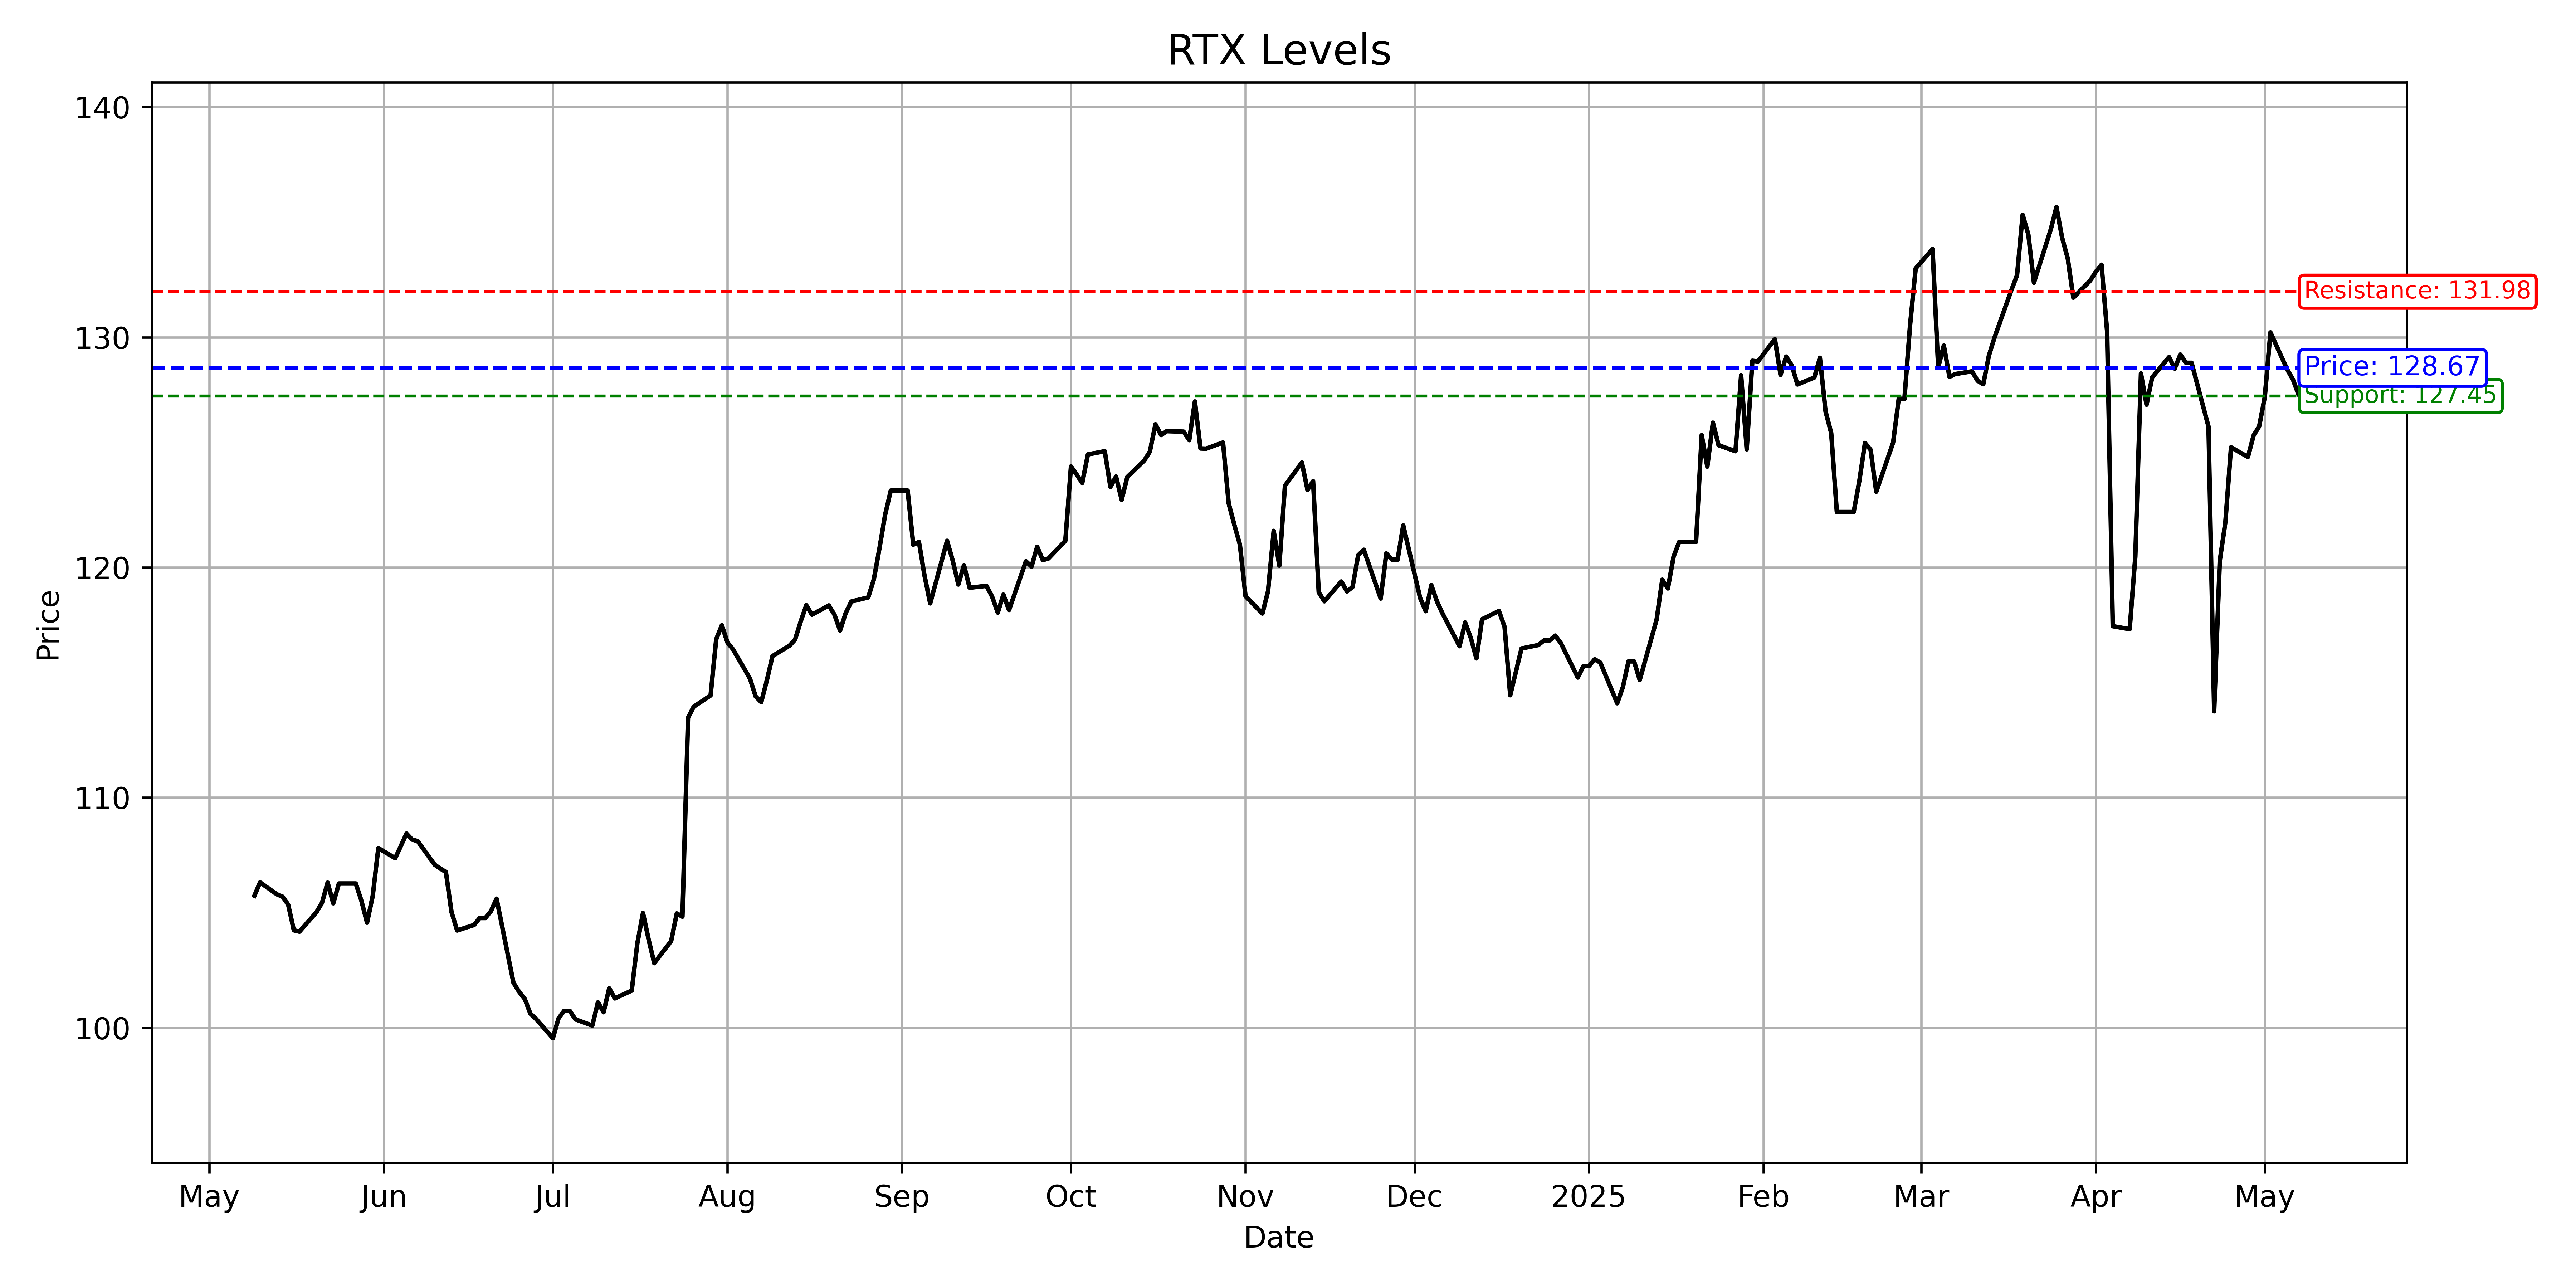 RTX Levels
140
130
120
110
100
Price
Resistance: 131.98
Price: 128.67
Support: 127.45
May
Jun
Jul
Aug
Sep
Oct
Nov
Dec
2025
Feb
Mar
Apr
May
Date